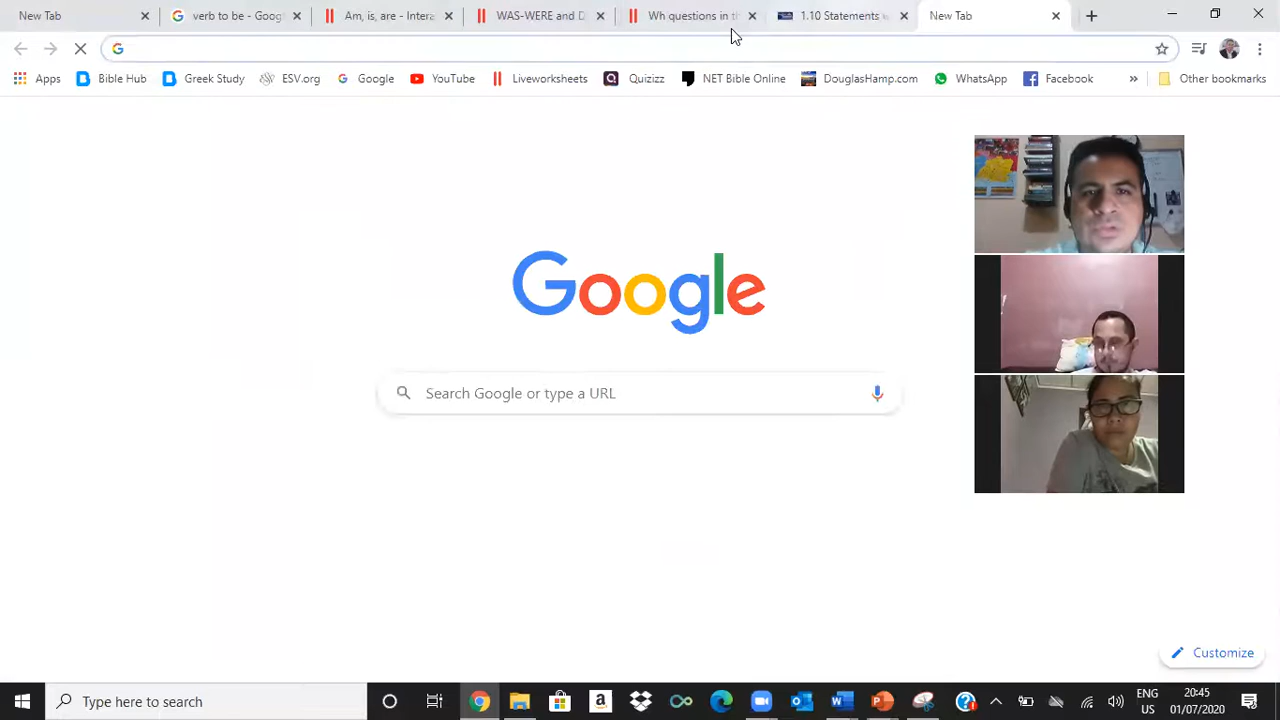 New Tab
verb to be - Goog
Am, is, are - Intera
WAS-WERE and D
Wh questions in th
1.10 Statements w
New Tab
Apps
Bible Hub
Greek Study
ESV.org
Google
YouTube
Liveworksheets
Quizizz
NET Bible Online
DouglasHamp.com
WhatsApp
Facebook
»
Other bookmarks
Google
Search Google or type a URL
Customize
Type here to search
ENG
US
20:45
01/07/2020